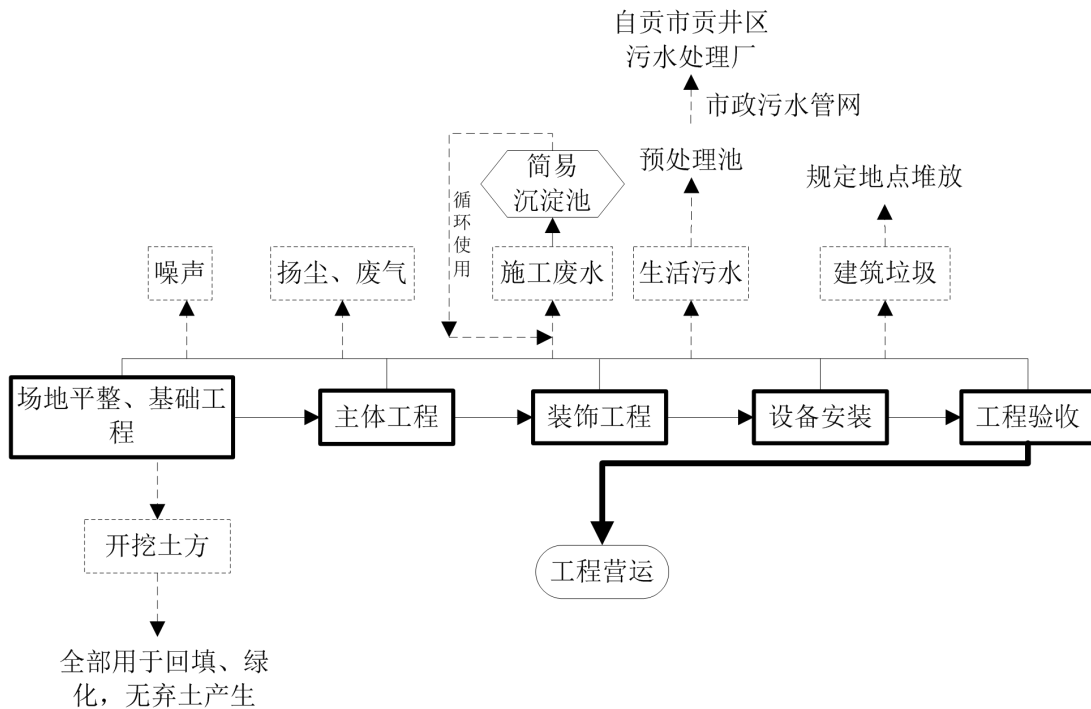 自贡市贡井区
污水处理厂
市政污水管网
简易
沉淀池
预处理池
规定地点堆放
循环使用
噪声
扬尘、废气
施工废水
生活污水
建筑垃圾
场地平整、基础工
程
主体工程
装饰工程
设备安装
工程验收
开挖土方
工程营运
全部用于回填、绿
化，无弃土产生